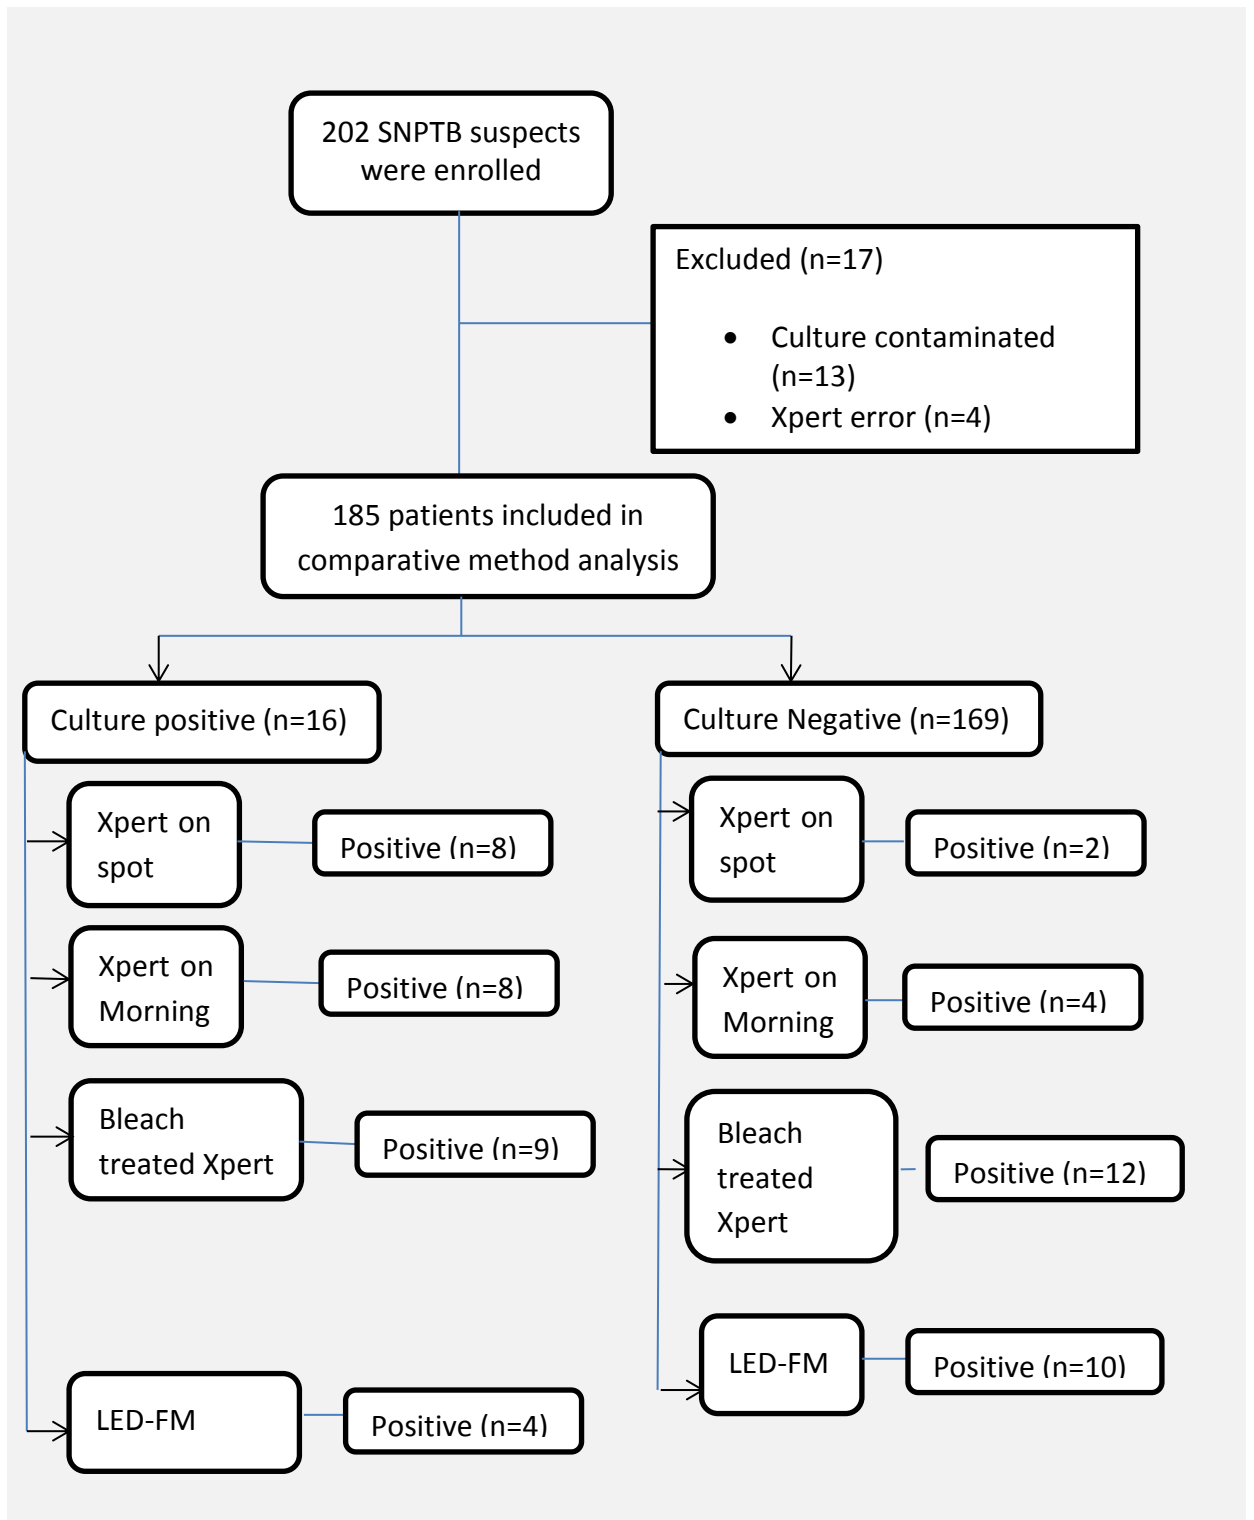 202 SNPTB suspects
were enrolled
Excluded (n=17)
• Culture contaminated
(n=13)
• Xpert error (n=4)
185 patients included in
comparative method analysis
Culture positive (n=16)
Xpert on
spot
Positive (n=8)
Xpert on
Morning
Positive (n=8)
Bleach
treated Xpert
Positive (n=9)
LED-FM
Positive (n=4)
Culture Negative (n=169)
Xpert on
spot
Positive (n=2)
Xpert on
Morning
Positive (n=4)
Bleach
treated
Xpert
Positive (n=12)
LED-FM
Positive (n=10)